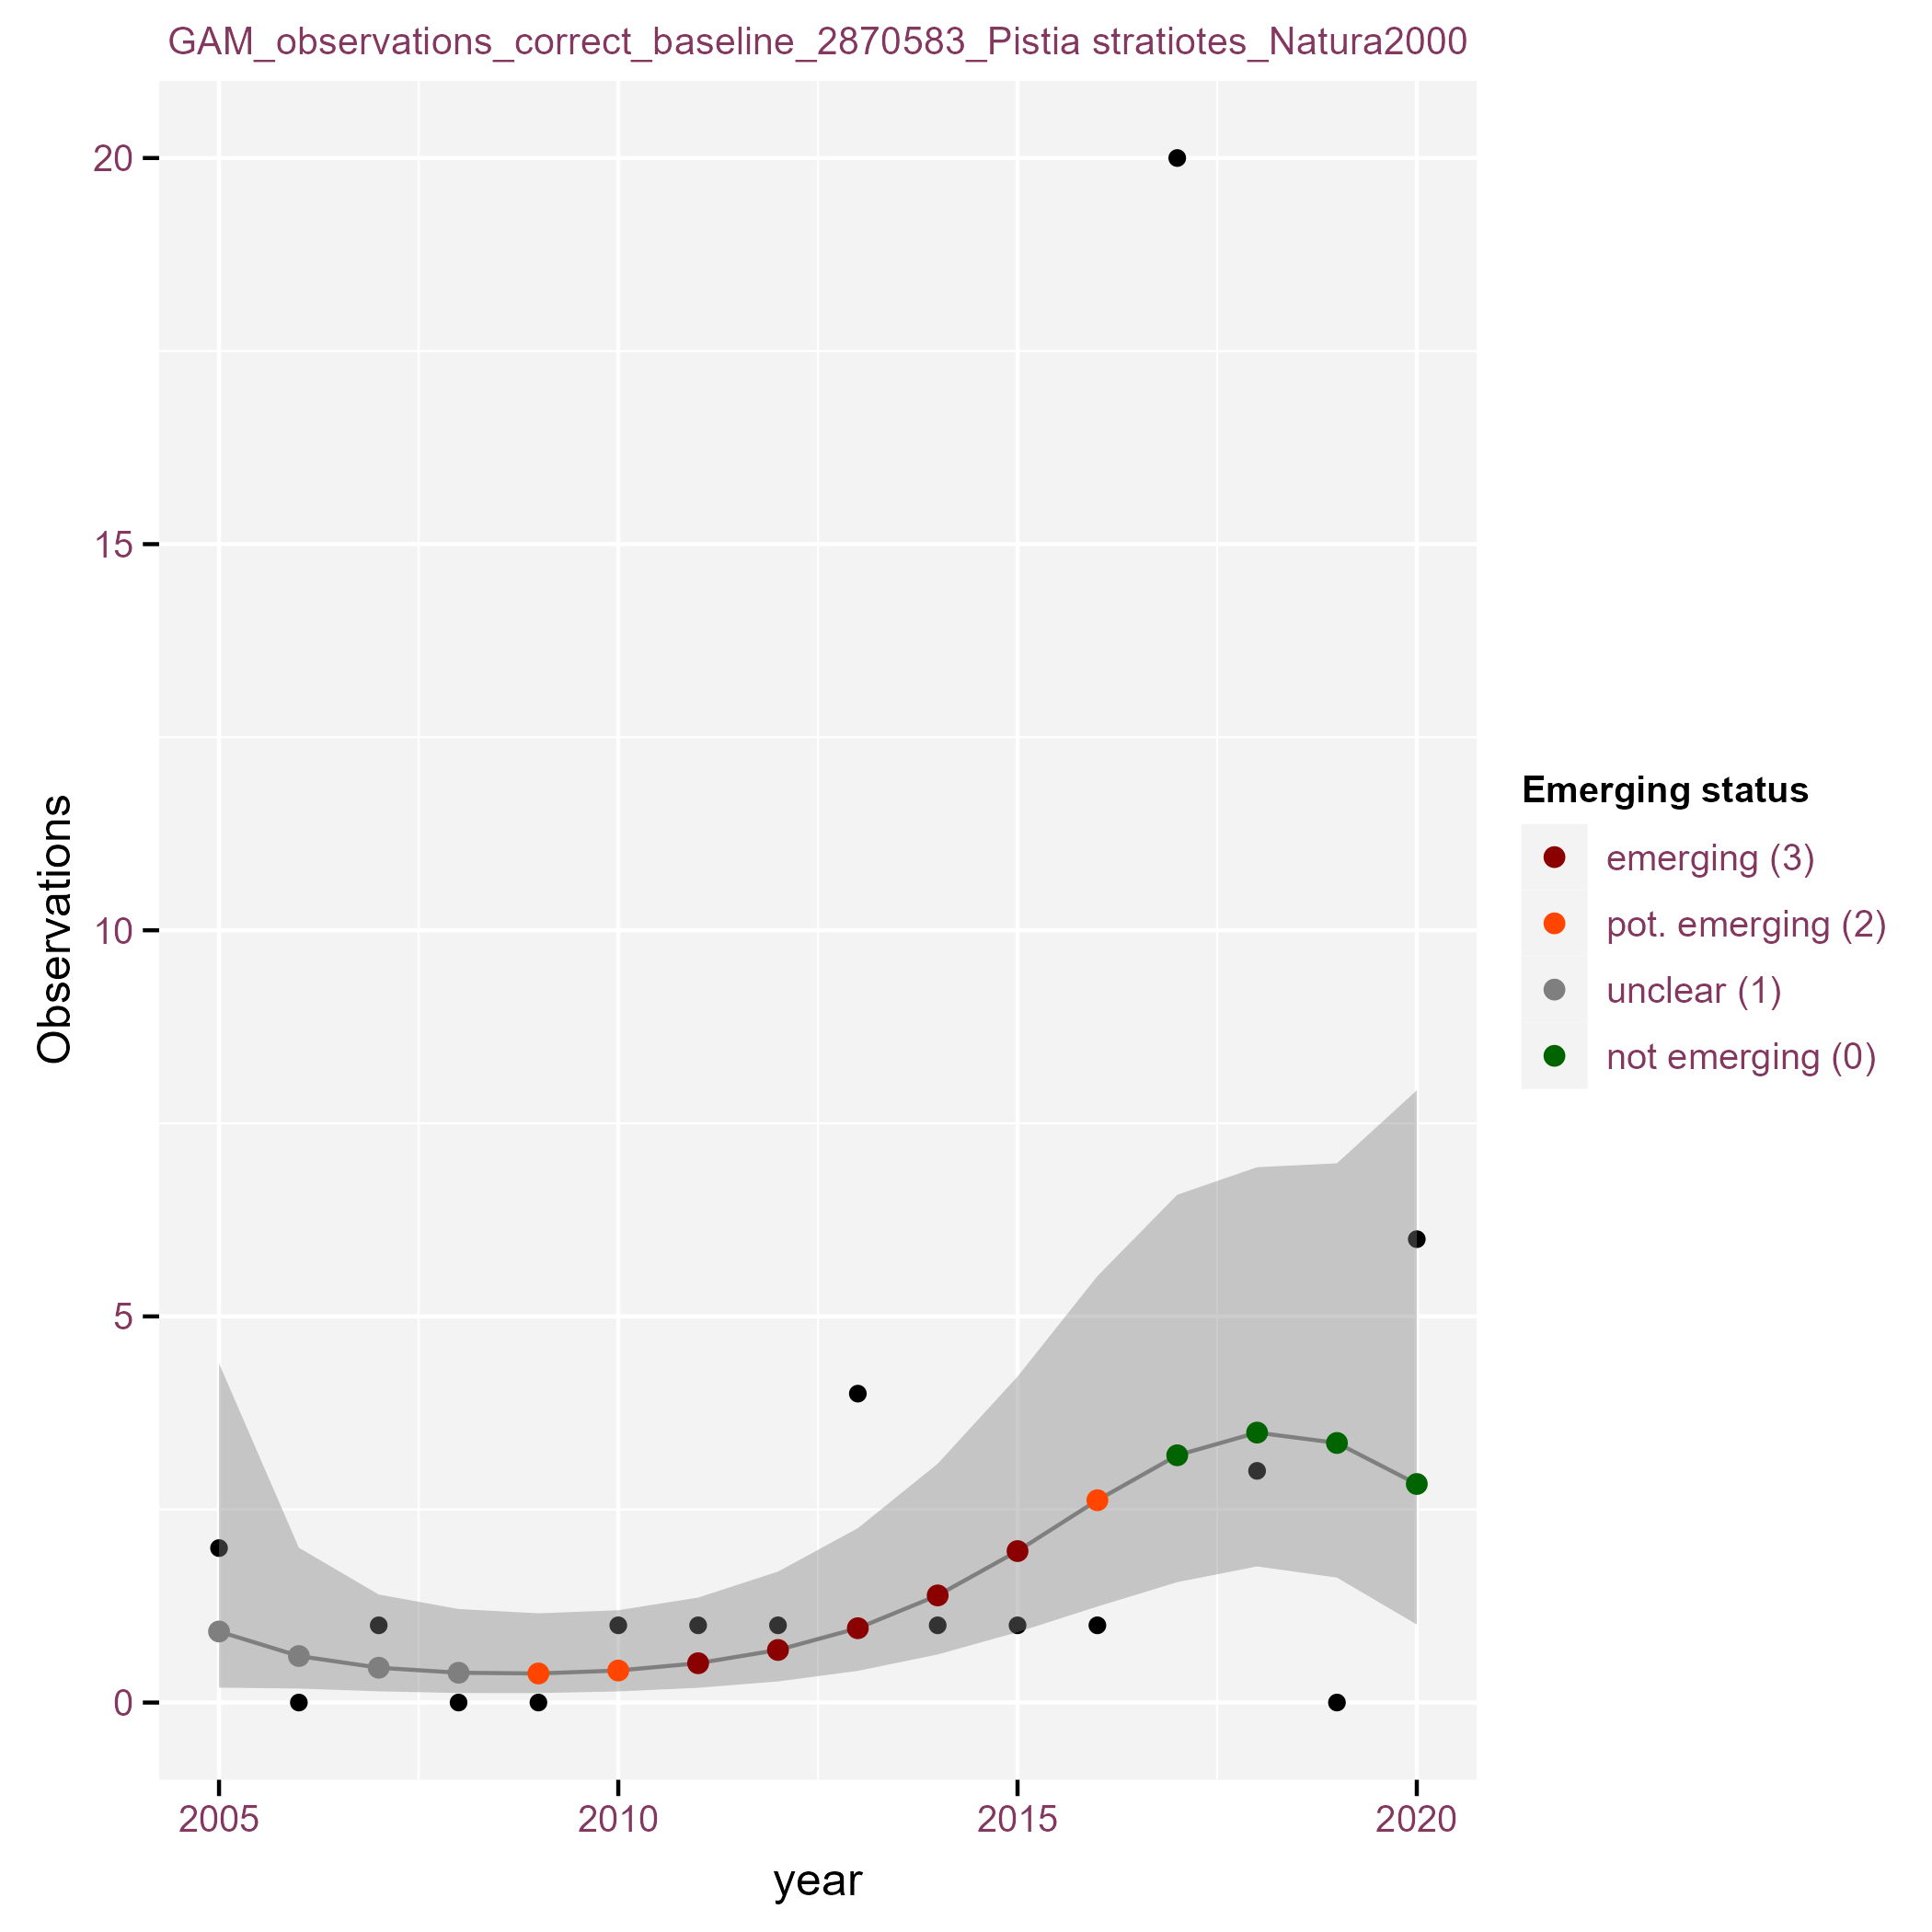 GAM_observations_correct_baseline_2870583_Pistia stratiotes_Natura2000
20
15
10
5
0
Observations
2005
2010
2015
2020
year
Emerging status
emerging (3)
pot. emerging (2)
unclear (1)
not emerging (0)